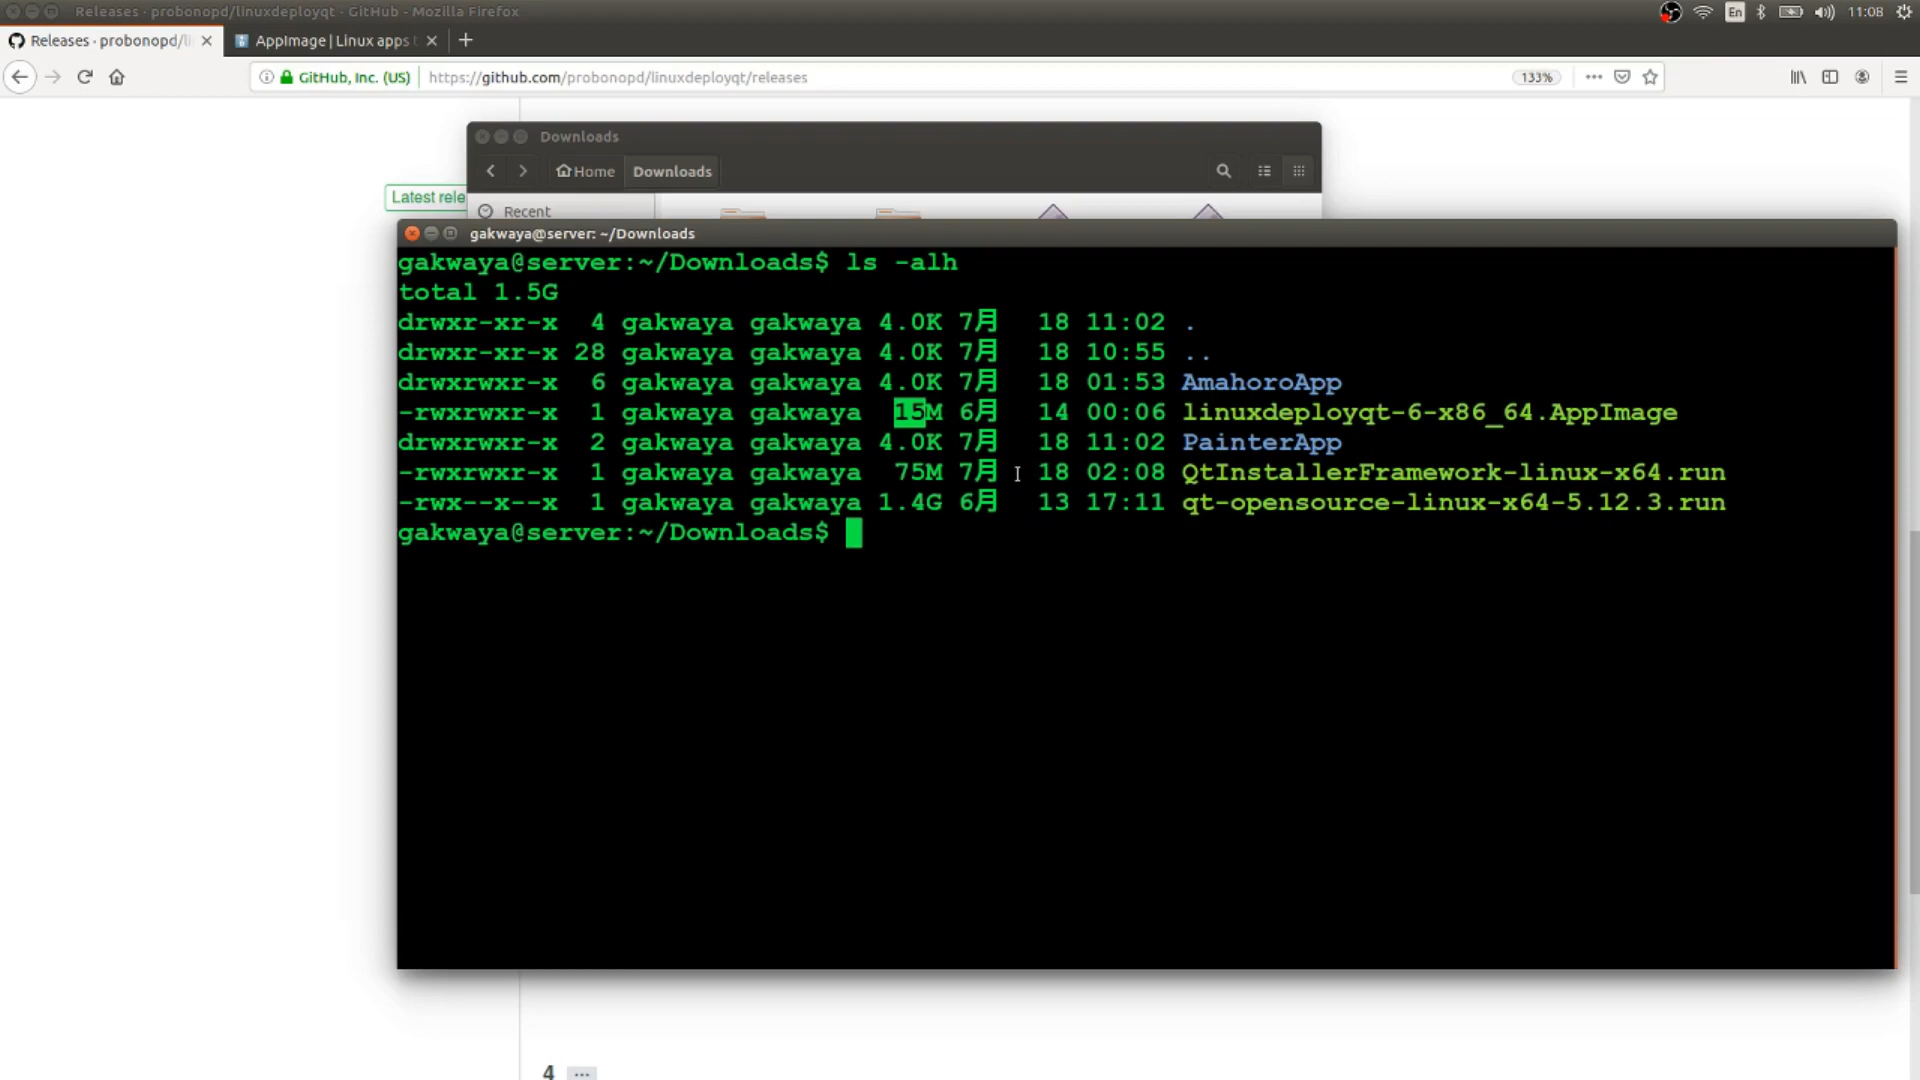 Releases · probonopd/linuxdeployqt · GitHub - Mozilla Firefox
En
11:08
Releases · probonopd/li
AppImage | Linux apps t
GitHub, Inc. (US)
https://github.com/probonopd/linuxdeployqt/releases
133%
Downloads
Home
Downloads
Latest rele
Recent
gakwaya@server: ~/Downloads
gakwaya@server:~/Downloads$ ls -alh
total 1.5G
drwxr-xr-x 4 gakwaya gakwaya 4.0K 7月 18 11:02 .
drwxr-xr-x 28 gakwaya gakwaya 4.0K 7月 18 10:55 ..
drwxrwxr-x 6 gakwaya gakwaya 4.0K 7月 18 01:53 AmahoroApp
-rwxrwxr-x 1 gakwaya gakwaya 15M 6月 14 00:06 linuxdeployqt-6-x86_64.AppImage
drwxrwxr-x 2 gakwaya gakwaya 4.0K 7月 18 11:02 PainterApp
-rwxrwxr-x 1 gakwaya gakwaya 75M 7月 18 02:08 QtInstallerFramework-linux-x64.run
-rwx--x--x 1 gakwaya gakwaya 1.4G 6月 13 17:11 qt-opensource-linux-x64-5.12.3.run
gakwaya@server:~/Downloads$
4 ...